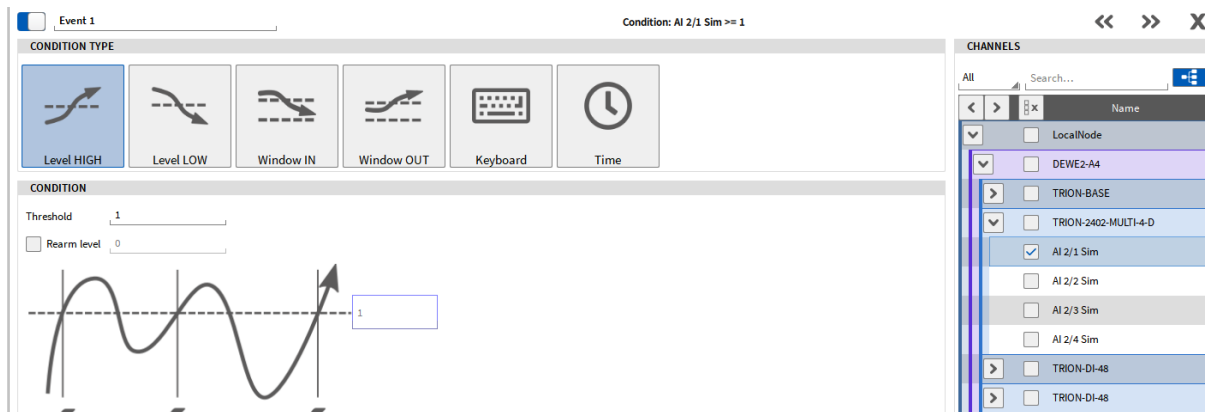 Event 1
Condition: AI 2/1 Sim >= 1
CONDITION TYPE
Level HIGH
Level LOW
Window IN
Window OUT
Keyboard
Time
CONDITION
Threshold 1
Rearm level 0
1
CHANNELS
All Search...
Name
LocalNode
DEWE2-A4
TRION-BASE
TRION-2402-MULTI-4-D
AI 2/1 Sim
AI 2/2 Sim
AI 2/3 Sim
AI 2/4 Sim
TRION-DI-48
TRION-DI-48